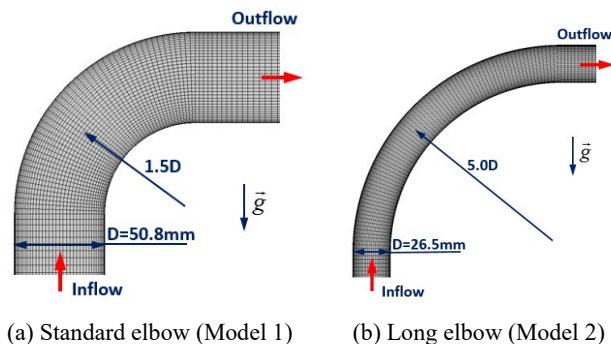 Outflow
1.5D
g
D=50.8mm
Inflow
Outflow
5.0D
g
D=26.5mm
Inflow
(a) Standard elbow (Model 1)
(b) Long elbow (Model 2)